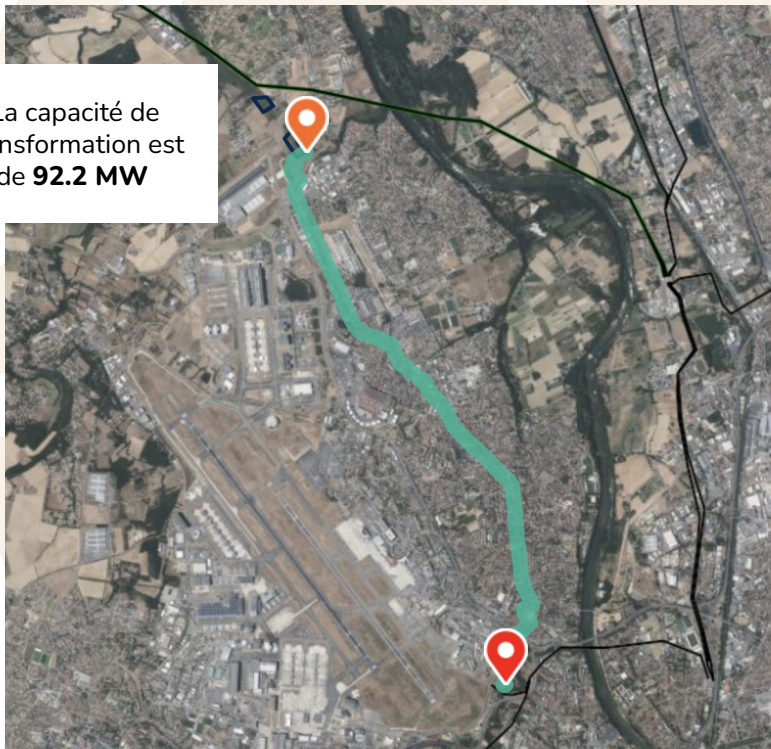 La capacité de
nsformation est
de **92.2 MW**